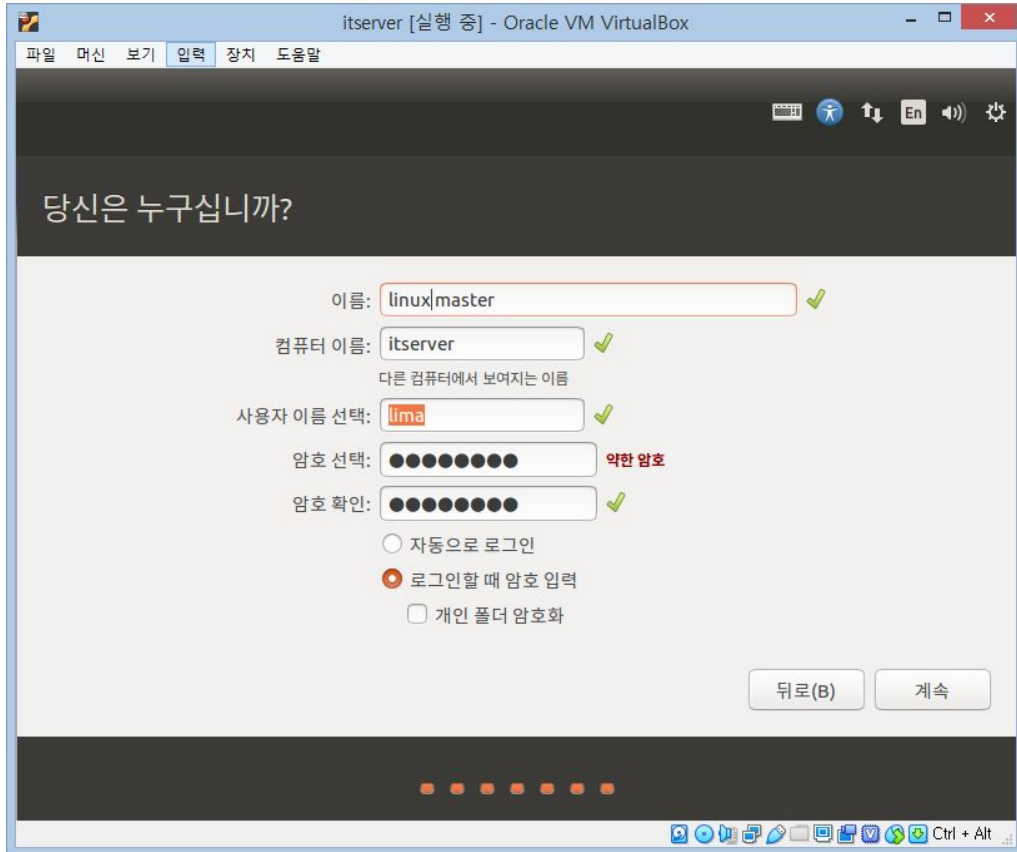 itserver [실행 중] - Oracle VM VirtualBox
파일 머신 보기 입력 장치 도움말
En
당신은 누구십니까?
이름: linuxmaster
컴퓨터 이름: itserver
다른 컴퓨터에서 보여지는 이름
사용자 이름 선택: lima
암호 선택: ●●●●●●●● 약한 암호
암호 확인: ●●●●●●●●
자동으로 로그인
로그인할 때 암호 입력
개인 폴더 암호화
뒤로(B) 계속
Ctrl + Alt